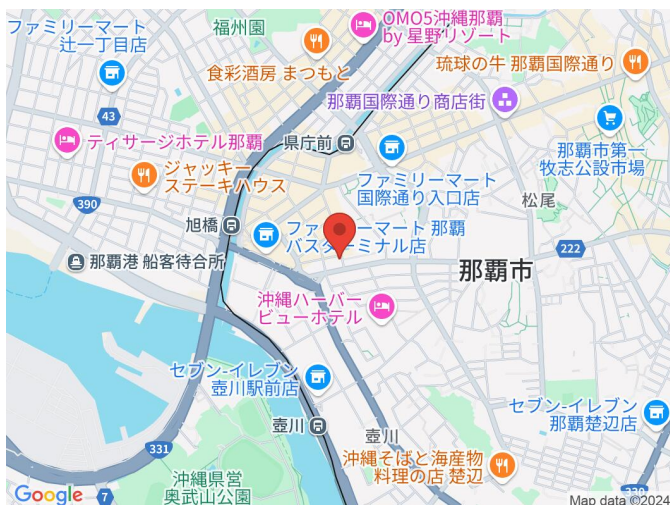 ファミリーマート
辻一丁目店
福州園
OMO5沖縄那覇
by 星野リゾート
食彩酒房 まつもと
琉球の牛 那覇国際通り
那覇国際通り商店街
43
ティサージホテル那覇
県庁前
那覇市第一
牧志公設市場
ジャッキー
ステーキハウス
ファミリーマート
国際通り入口店
松尾
390
旭橋
ファミリーマート 那覇
バスターミナル店
222
那覇港 船客待合所
那覇市
沖縄ハーバー
ビューホテル
セブン-イレブン
壺川駅前店
セブン-イレブン
那覇楚辺店
壺川
壺川
331
沖縄そばと海産物
料理の店 楚辺
沖縄県営
奥武山公園
7
Google
Map data ©2024